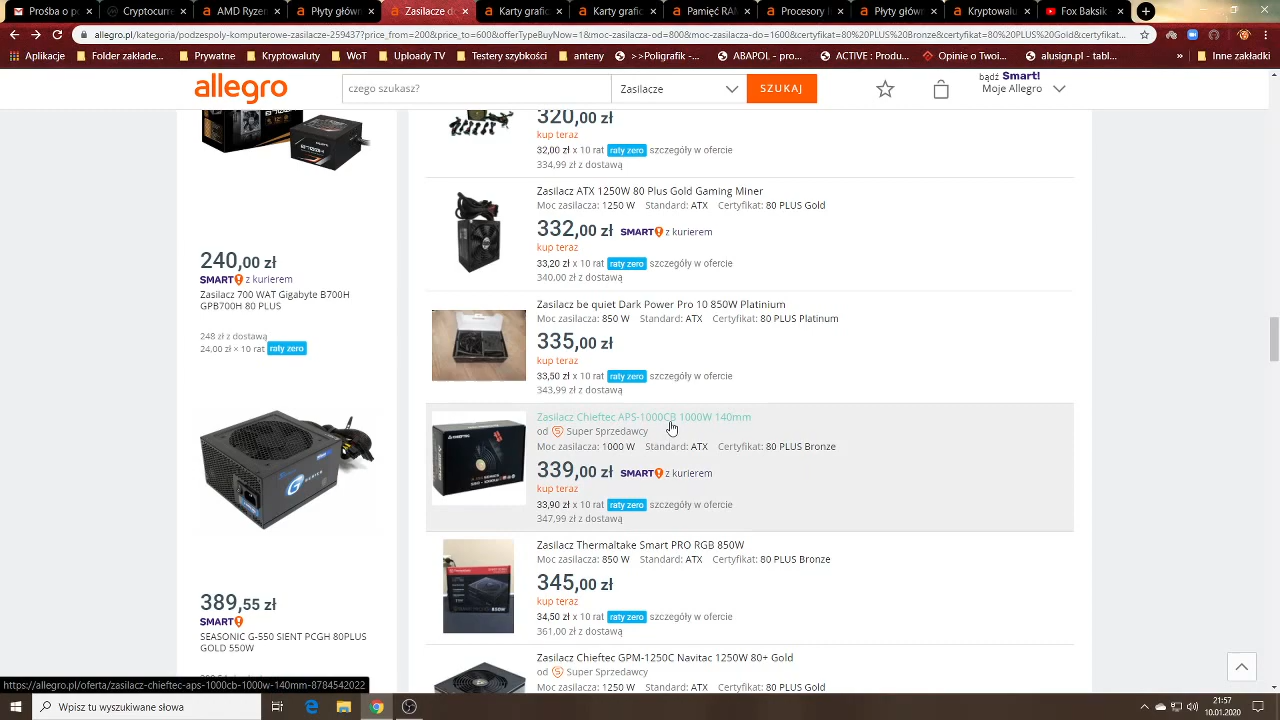 Prośba o po
Cryptocurre
AMD Ryzen
Płyty główn
Zasilacze do
Karty grafic
Karty grafic
Pamięć RA
Procesory I
Płyty główn
Kryptowalu
Fox Balski
allegro.pl/kategoria/podzespoly-komputerowe-zasilacze-259437?price_from=200&price_to=600&offerTypeBuyNow=1&moc-zasilacza-od=800&moc-zasilacza-do=1600&certyfikat=80%20PLUS%20Bronze&certyfikat=80%20PLUS%20Gold&certyfikat...
Aplikacje
Pudelko
waż
Uploady TV
Testery
Kryptowaluty
anteny
>>Poligrafik -...
ABAPOL -...
ACTIVE : Produ...
Opinie o Twoi...
alusign.pl - tabl...
Inne zakładki
allegro
czego szukasz?
Zasilacze
SZUKAJ
bądź Smart!
Moje Allegro
240,00 zł
SMART z kurierem
Zasilacz 700 WAT Gigabyte B700H
GPB700H 80 PLUS
248 zł z dostawą
24,00 zł × 10 rat raty zero
389,55 zł
SMART
SEASONIC G-550 SIENT PCGH 80PLUS
GOLD 550W
320,00 zł
kup teraz
32,00 zł x 10 rat raty zero szczegóły w ofercie
334,99 zł z dostawą
Zasilacz ATX 1250W 80 Plus Gold Gaming Miner
Moc zasilacza: 1250 W Standard: ATX Certyfikat: 80 PLUS Gold
332,00 zł SMART z kurierem
kup teraz
33,20 zł x 10 rat raty zero szczegóły w ofercie
340,00 zł z dostawą
Zasilacz be quiet Dark Power Pro 10 850W Platinium
Moc zasilacza: 850 W Standard: ATX Certyfikat: 80 PLUS Platinum
335,00 zł
kup teraz
33,50 zł x 10 rat raty zero szczegóły w ofercie
343,99 zł z dostawą
Zasilacz Chieftec APS-1000CB 1000W 140mm
od Super Sprzedawcy
Moc zasilacza: 1000 W Standard: ATX Certyfikat: 80 PLUS Bronze
339,00 zł SMART z kurierem
kup teraz
33,90 zł x 10 rat raty zero szczegóły w ofercie
347,99 zł z dostawą
Zasilacz Thermaltake Smart PRO RGB 850W
Moc zasilacza: 850 W Standard: ATX Certyfikat: 80 PLUS Bronze
345,00 zł
kup teraz
34,50 zł x 10 rat raty zero szczegóły w ofercie
361,00 zł z dostawą
Zasilacz Chieftec GPM-1250C Navitac 1250W 80+ Gold
od Super Sprzedawcy
Moc zasilacza: 1250 W Standard: ATX Certyfikat: 80 PLUS Gold
https://allegro.pl/oferta/zasilacz-chieftec-aps-1000cb-1000w-140mm-8784542022
Wpisz tu wyszukiwane słowa
21:57
10.01.2020